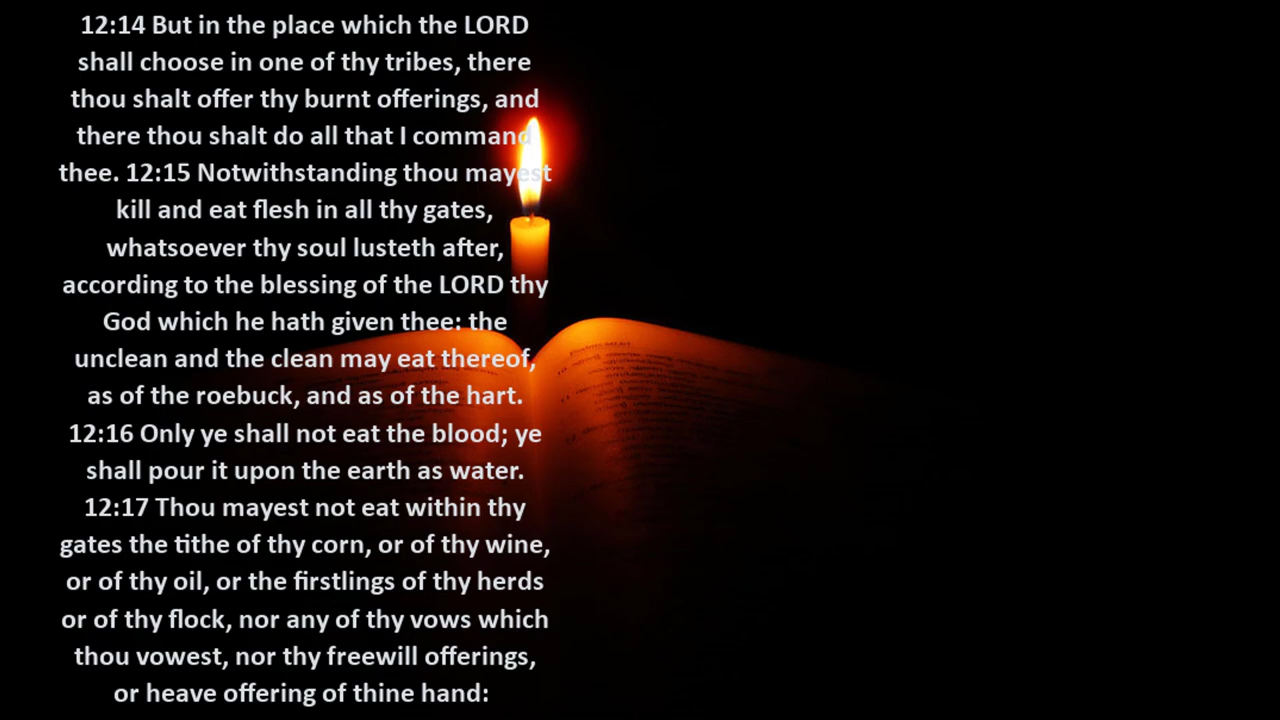 12:14 But in the place which the LORD
shall choose in one of thy tribes, there
thou shalt offer thy burnt offerings, and
there thou shalt do all that I command
thee. 12:15 Notwithstanding thou mayest
kill and eat flesh in all thy gates,
whatsoever thy soul lusteth after,
according to the blessing of the LORD thy
God which he hath given thee: the
unclean and the clean may eat thereof,
as of the roebuck, and as of the hart.
12:16 Only ye shall not eat the blood; ye
shall pour it upon the earth as water.
12:17 Thou mayest not eat within thy
gates the tithe of thy corn, or of thy wine,
or of thy oil, or the firstlings of thy herds
or of thy flock, nor any of thy vows which
thou vowest, nor thy freewill offerings,
or heave offering of thine hand: